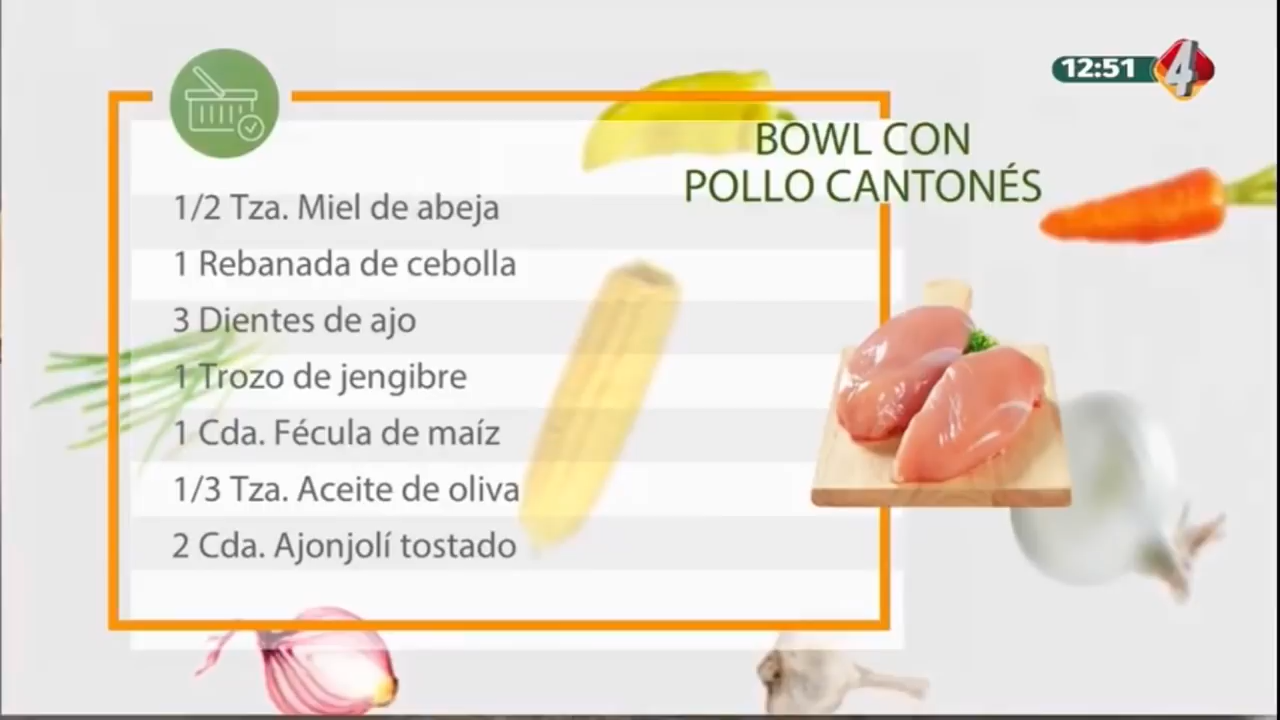 12:51 4
BOWL CON
POLLO CANTONÉS
1/2 Tza. Miel de abeja
1 Rebanada de cebolla
3 Dientes de ajo
1 Trozo de jengibre
1 Cda. Fécula de maíz
1/3 Tza. Aceite de oliva
2 Cda. Ajonjolí tostado